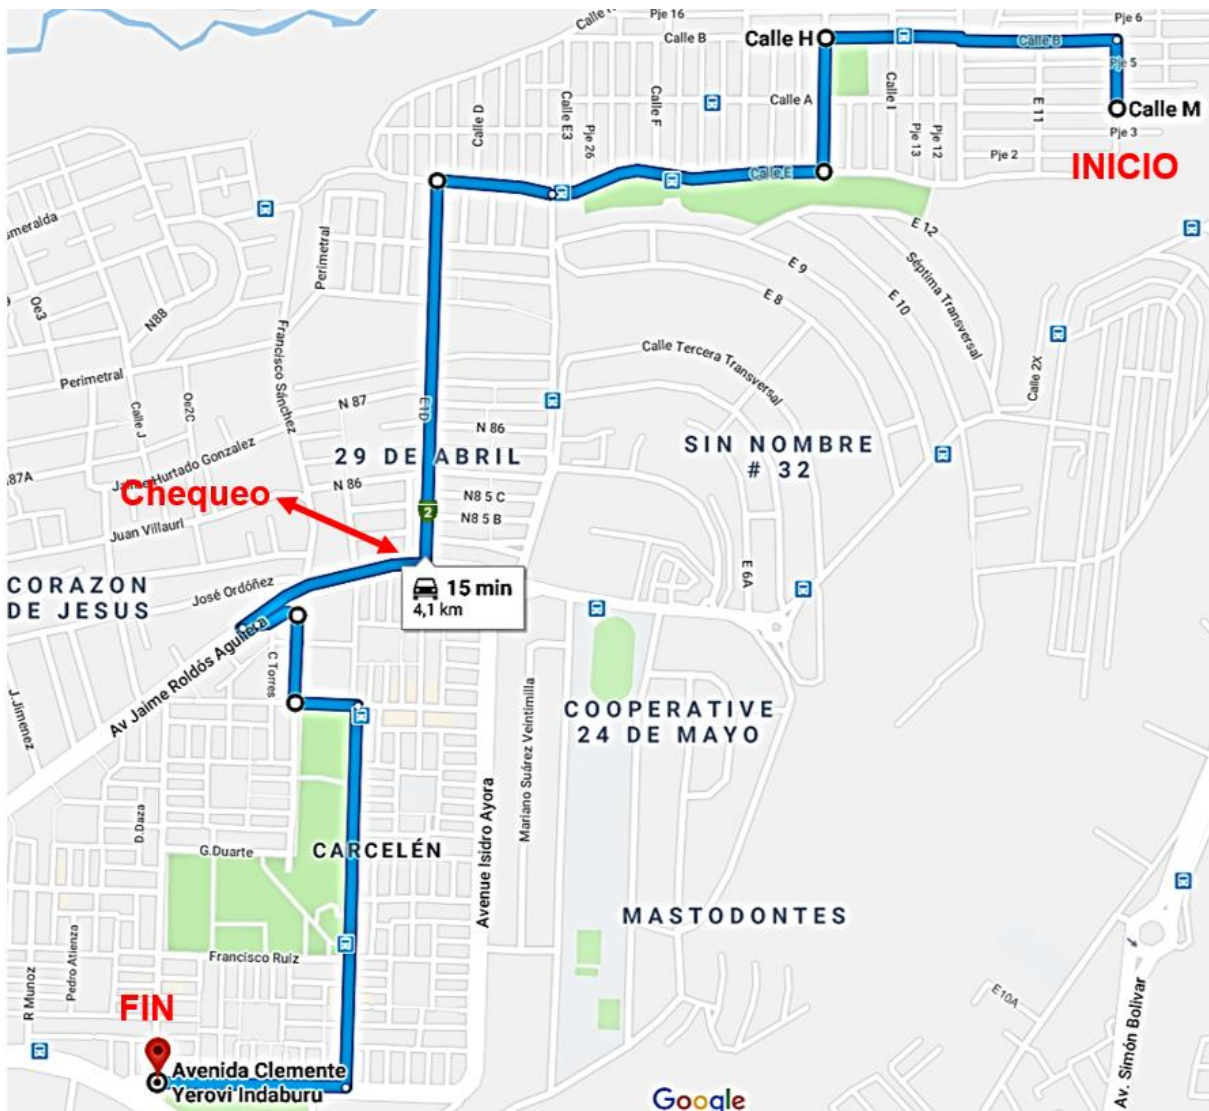 Pje 16
Pje 6
Calle H
Calle B
Calle B
Pje 5
Calle A
Calle I
E 11
Calle M
Calle D
Calle E3
Calle F
Pje 26
Pje 13
Pje 12
Pje 3
Pje 2
INICIO
Calle E
E 12
Perimetral
E 9
E 10
Séptima Transversal
E 8
Oe3
N88
Francisco Sánchez
Calle Tercera Transversal
Calle 2X
Perimetral
Calle J
Oe2C
N 87
E1D
N 86
29 DE ABRIL
SIN NOMBRE
# 32
87A
Jaime Hurtado Gonzalez
N 86
Chequeo
N8 5 C
2
N8 5 B
Juan Villaurl
CORAZON
DE JESUS
José Ordóñez
15 min
4,1 km
E 6A
Av Jaime Roldós Aguilera
C Torres
J.Jimenez
Mariano Suárez Veintimilla
COOPERATIVE
24 DE MAYO
Avenue Isidro Ayora
D.Daza
G.Duarte
CARCELÉN
MASTODONTES
Pedro Atienza
Francisco Ruiz
R Munoz
FIN
E10A
Av. Simón Bolivar
Avenida Clemente
Yerovi Indaburu
Google